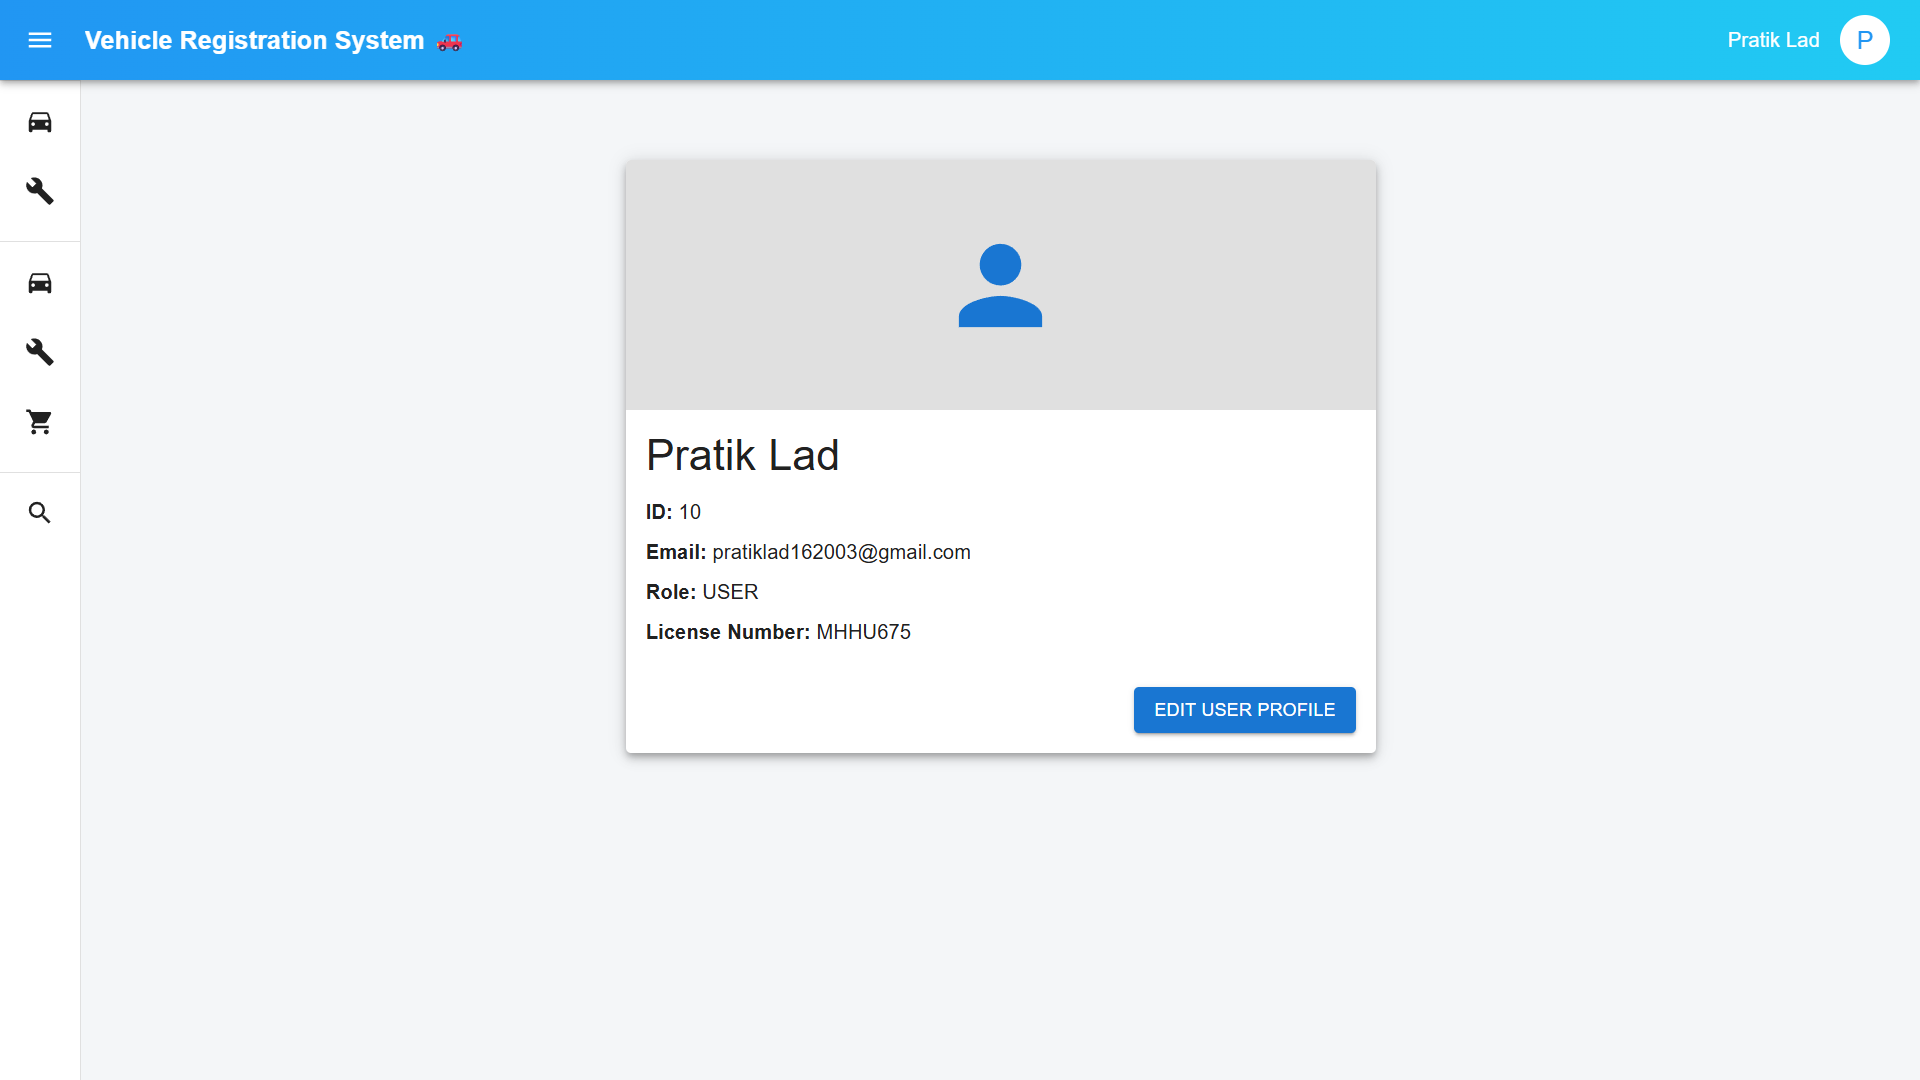 Vehicle Registration System
Pratik Lad
P
Pratik Lad
ID: 10
Email: pratiklad162003@gmail.com
Role: USER
License Number: MHHU675
EDIT USER PROFILE